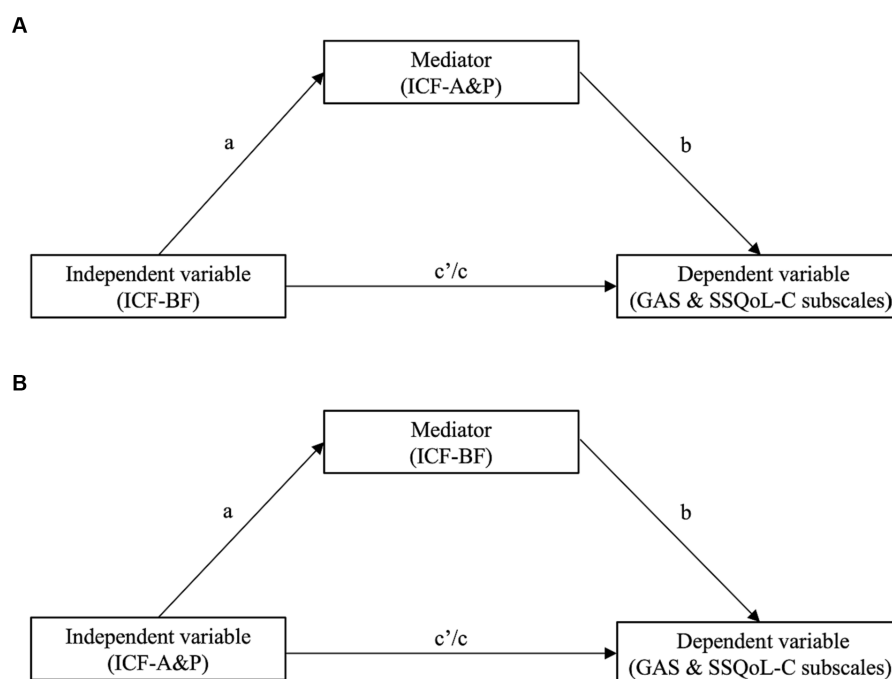 A
Mediator
(ICF-A&P)
a
b
Independent variable
(ICF-BF)
c’/c
Dependent variable
(GAS & SSQoL-C subscales)
B
Mediator
(ICF-BF)
a
b
Independent variable
(ICF-A&P)
c’/c
Dependent variable
(GAS & SSQoL-C subscales)